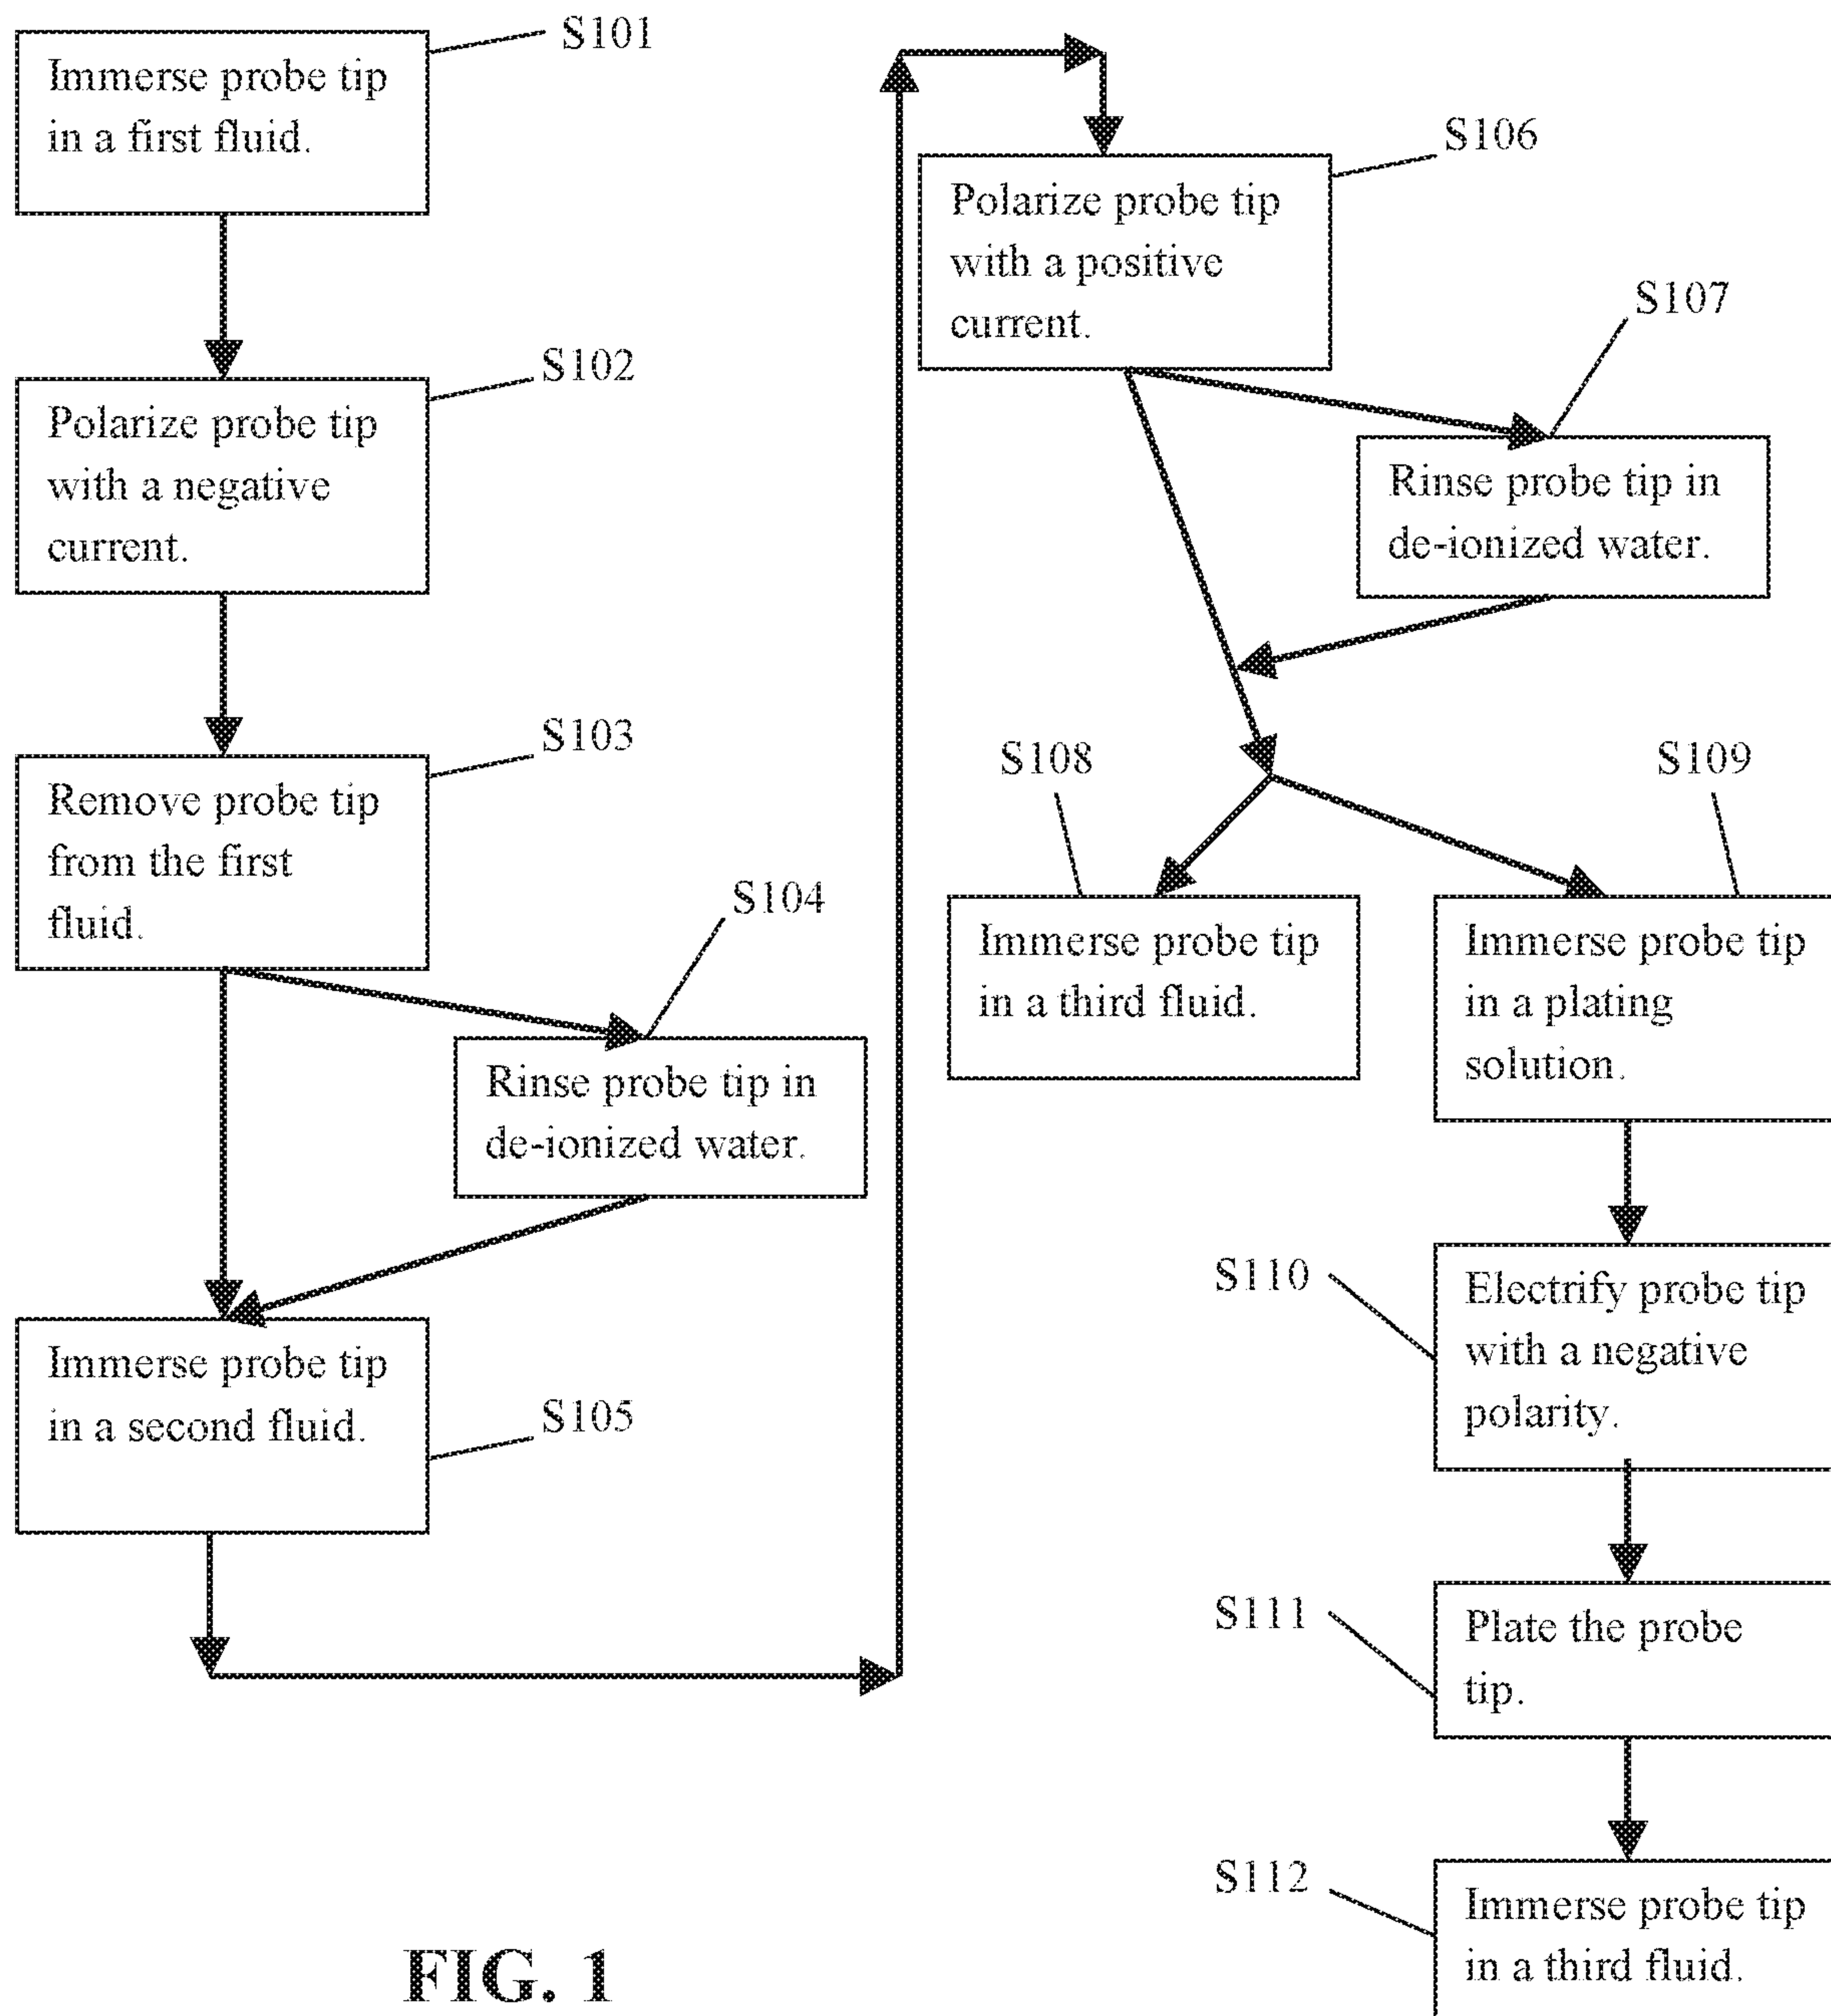 S101
Immerse probe tip
in a first fluid.
S102
Polarize probe tip
with a negative
current.
S103
Remove probe tip
from the first
fluid.
S104
Rinse probe tip in
de-ionized water.
Immerse probe tip
in a second fluid.
S105
S106
Polarize probe tip
with a positive
current.
S107
Rinse probe tip in
de-ionized water.
S108
Immerse probe tip
in a third fluid.
S109
Immerse probe tip
in a plating
solution.
S110
Electrify probe tip
with a negative
polarity.
S111
Plate the probe
tip.
S112
Immerse probe tip
in a third fluid.
FIG. 1